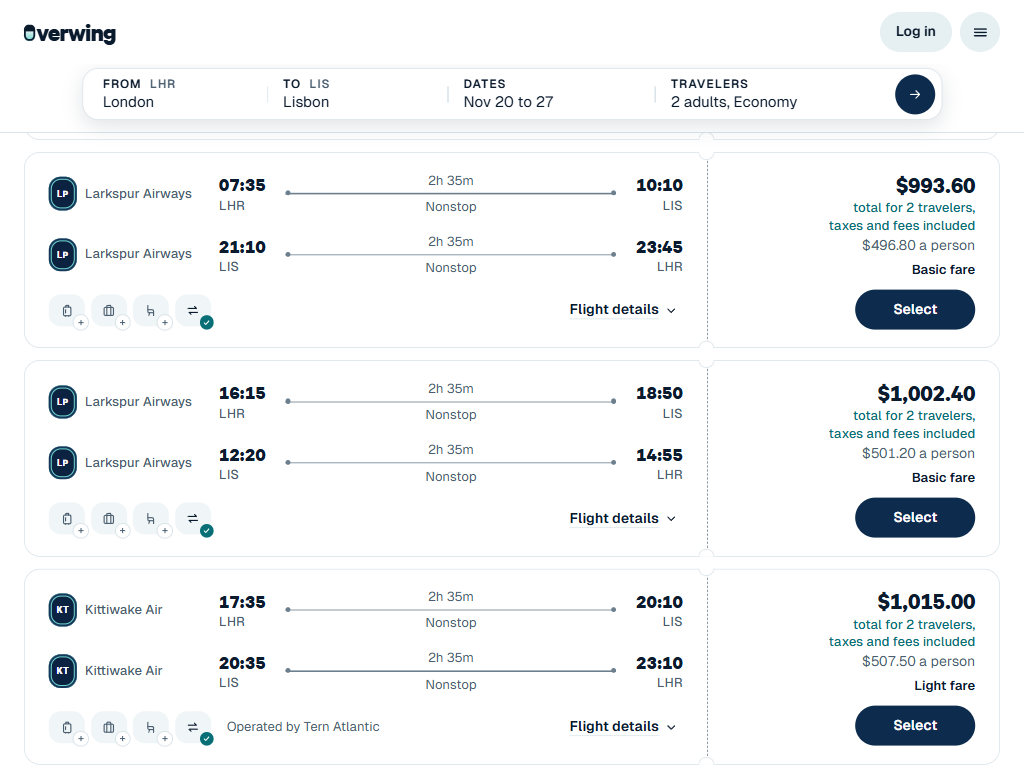 Overwing
Log in
FROM LHR
London
TO LIS
Lisbon
DATES
Nov 20 to 27
TRAVELERS
2 adults, Economy
LP
Larkspur Airways
07:35
LHR
2h 35m
Nonstop
10:10
LIS
LP
Larkspur Airways
21:10
LIS
2h 35m
Nonstop
23:45
LHR
Flight details
$993.60
total for 2 travelers,
taxes and fees included
$496.80 a person
Basic fare
Select
LP
Larkspur Airways
16:15
LHR
2h 35m
Nonstop
18:50
LIS
LP
Larkspur Airways
12:20
LIS
2h 35m
Nonstop
14:55
LHR
Flight details
$1,002.40
total for 2 travelers,
taxes and fees included
$501.20 a person
Basic fare
Select
KT
Kittiwake Air
17:35
LHR
2h 35m
Nonstop
20:10
LIS
KT
Kittiwake Air
20:35
LIS
2h 35m
Nonstop
23:10
LHR
Operated by Tern Atlantic
Flight details
$1,015.00
total for 2 travelers,
taxes and fees included
$507.50 a person
Light fare
Select